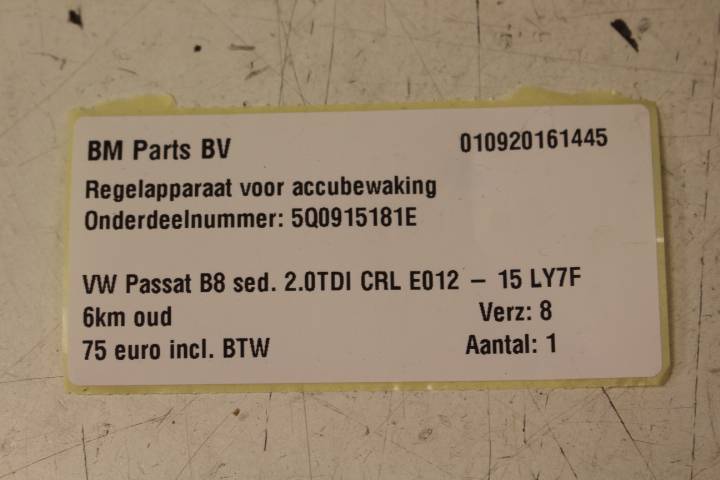 BM Parts BV 010920161445
Regelapparaat voor accubewaking
Onderdeelnummer: 5Q0915181E
VW Passat B8 sed. 2.0TDI CRL E012 – 15 LY7F
6km oud Verz: 8
75 euro incl. BTW Aantal: 1